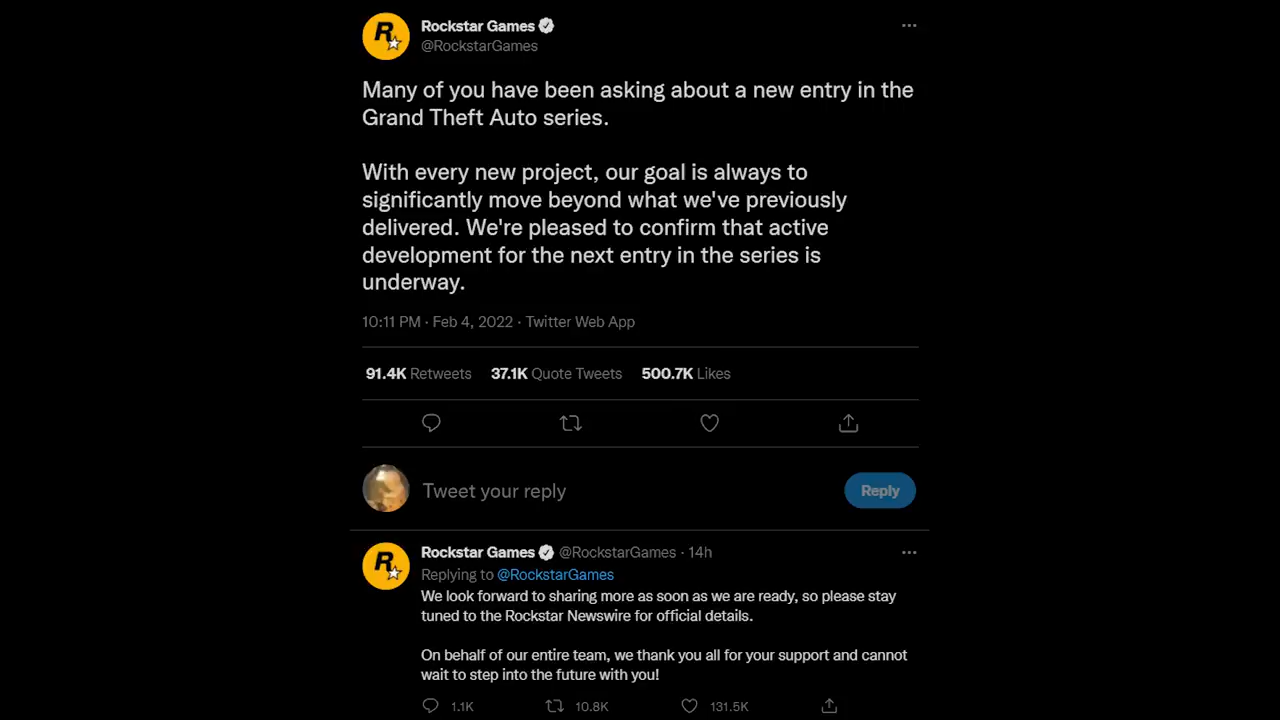 Rockstar Games
@RockstarGames
Many of you have been asking about a new entry in the
Grand Theft Auto series.
With every new project, our goal is always to
significantly move beyond what we've previously
delivered. We're pleased to confirm that active
development for the next entry in the series is
underway.
10:11 PM · Feb 4, 2022 · Twitter Web App
91.4K Retweets 37.1K Quote Tweets 500.7K Likes
Tweet your reply
Reply
Rockstar Games @RockstarGames · 14h
Replying to @RockstarGames
We look forward to sharing more as soon as we are ready, so please stay
tuned to the Rockstar Newswire for official details.
On behalf of our entire team, we thank you all for your support and cannot
wait to step into the future with you!
1.1K 10.8K 131.5K